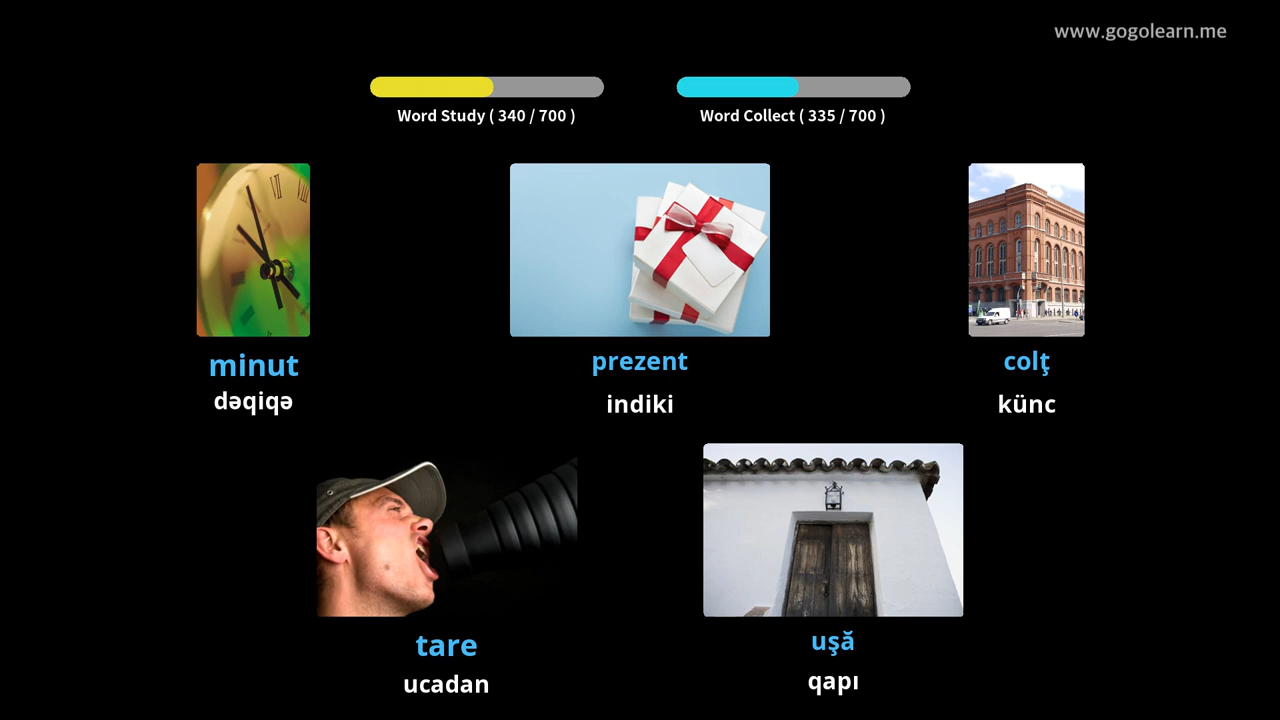 www.gogolearn.me
Word Study ( 340 / 700 )
Word Collect ( 335 / 700 )
minut
dəqiqə
prezent
indiki
colţ
künc
tare
ucadan
uşă
qapı